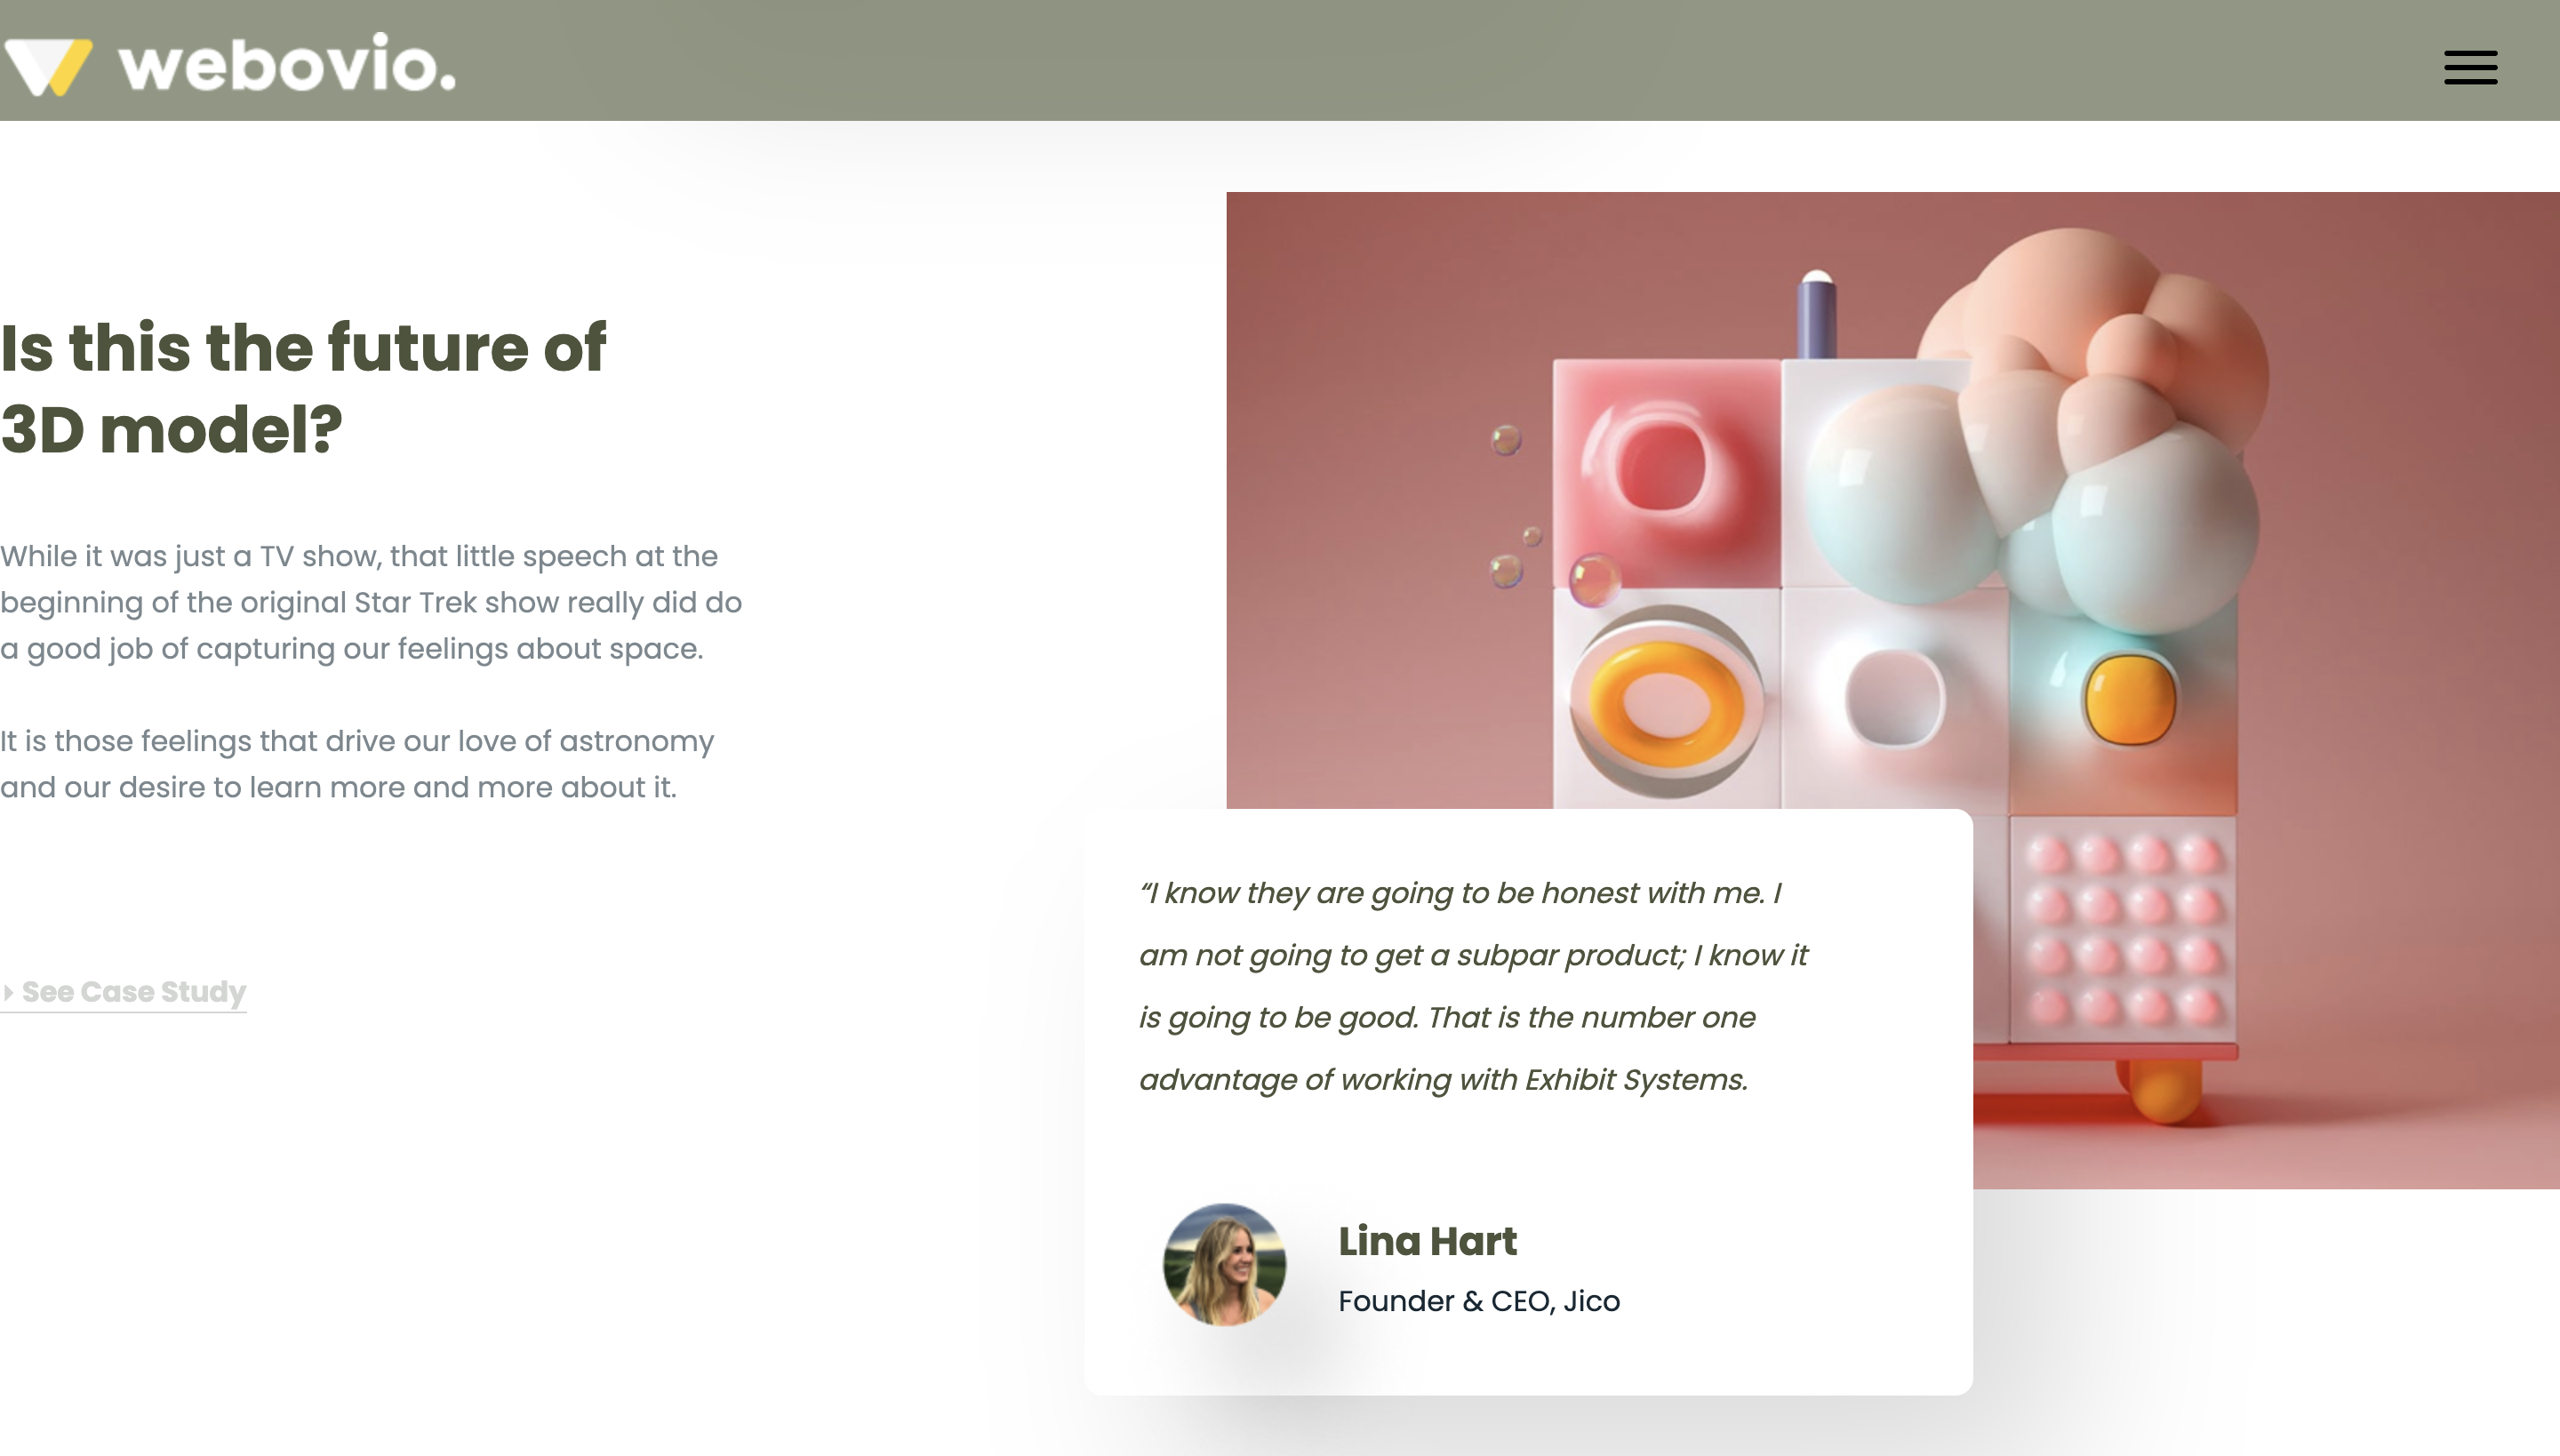 webovio.
Is this the future of
3D model?
While it was just a TV show, that little speech at the
beginning of the original Star Trek show really did do
a good job of capturing our feelings about space.
It is those feelings that drive our love of astronomy
and our desire to learn more and more about it.
See Case Study
“I know they are going to be honest with me. I
am not going to get a subpar product; I know it
is going to be good. That is the number one
advantage of working with Exhibit Systems.
Lina Hart
Founder & CEO, Jico